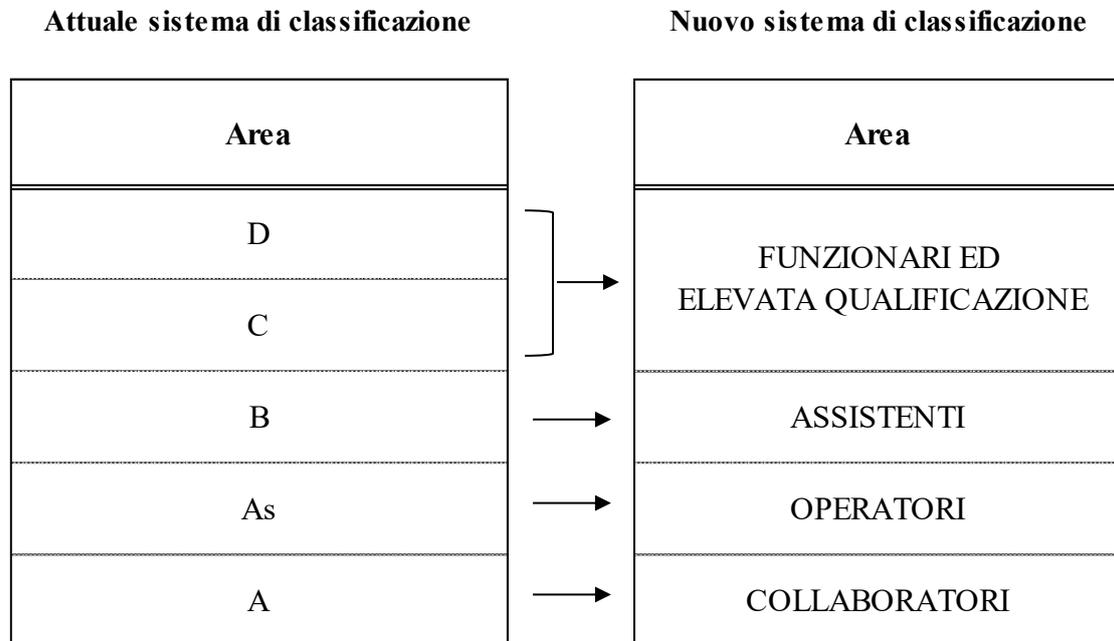 Attuale sistema di classificazione
Nuovo sistema di classificazione
Area
Area
D
FUNZIONARI ED
ELEVATA QUALIFICAZIONE
C
B
ASSISTENTI
As
OPERATORI
A
COLLABORATORI